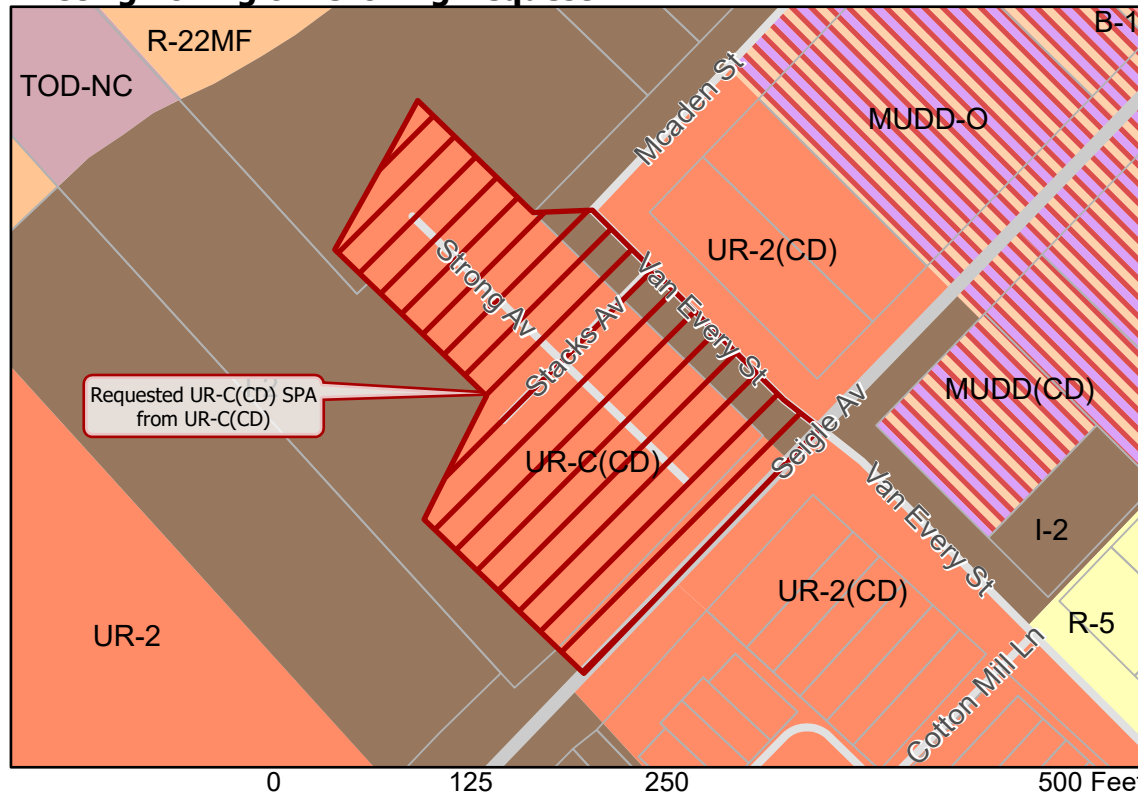 R-22MF
B-1
TOD-NC
Mcaden St
MUDD-O
UR-2(CD)
Van Every St
Strong Av
Stacks Av
Requested UR-C(CD) SPA
from UR-C(CD)
MUDD(CD)
Seigle Av
UR-C(CD)
Van Every St
I-2
UR-2(CD)
R-5
UR-2
Cotton Mill Ln
0 125 250 500 Feet